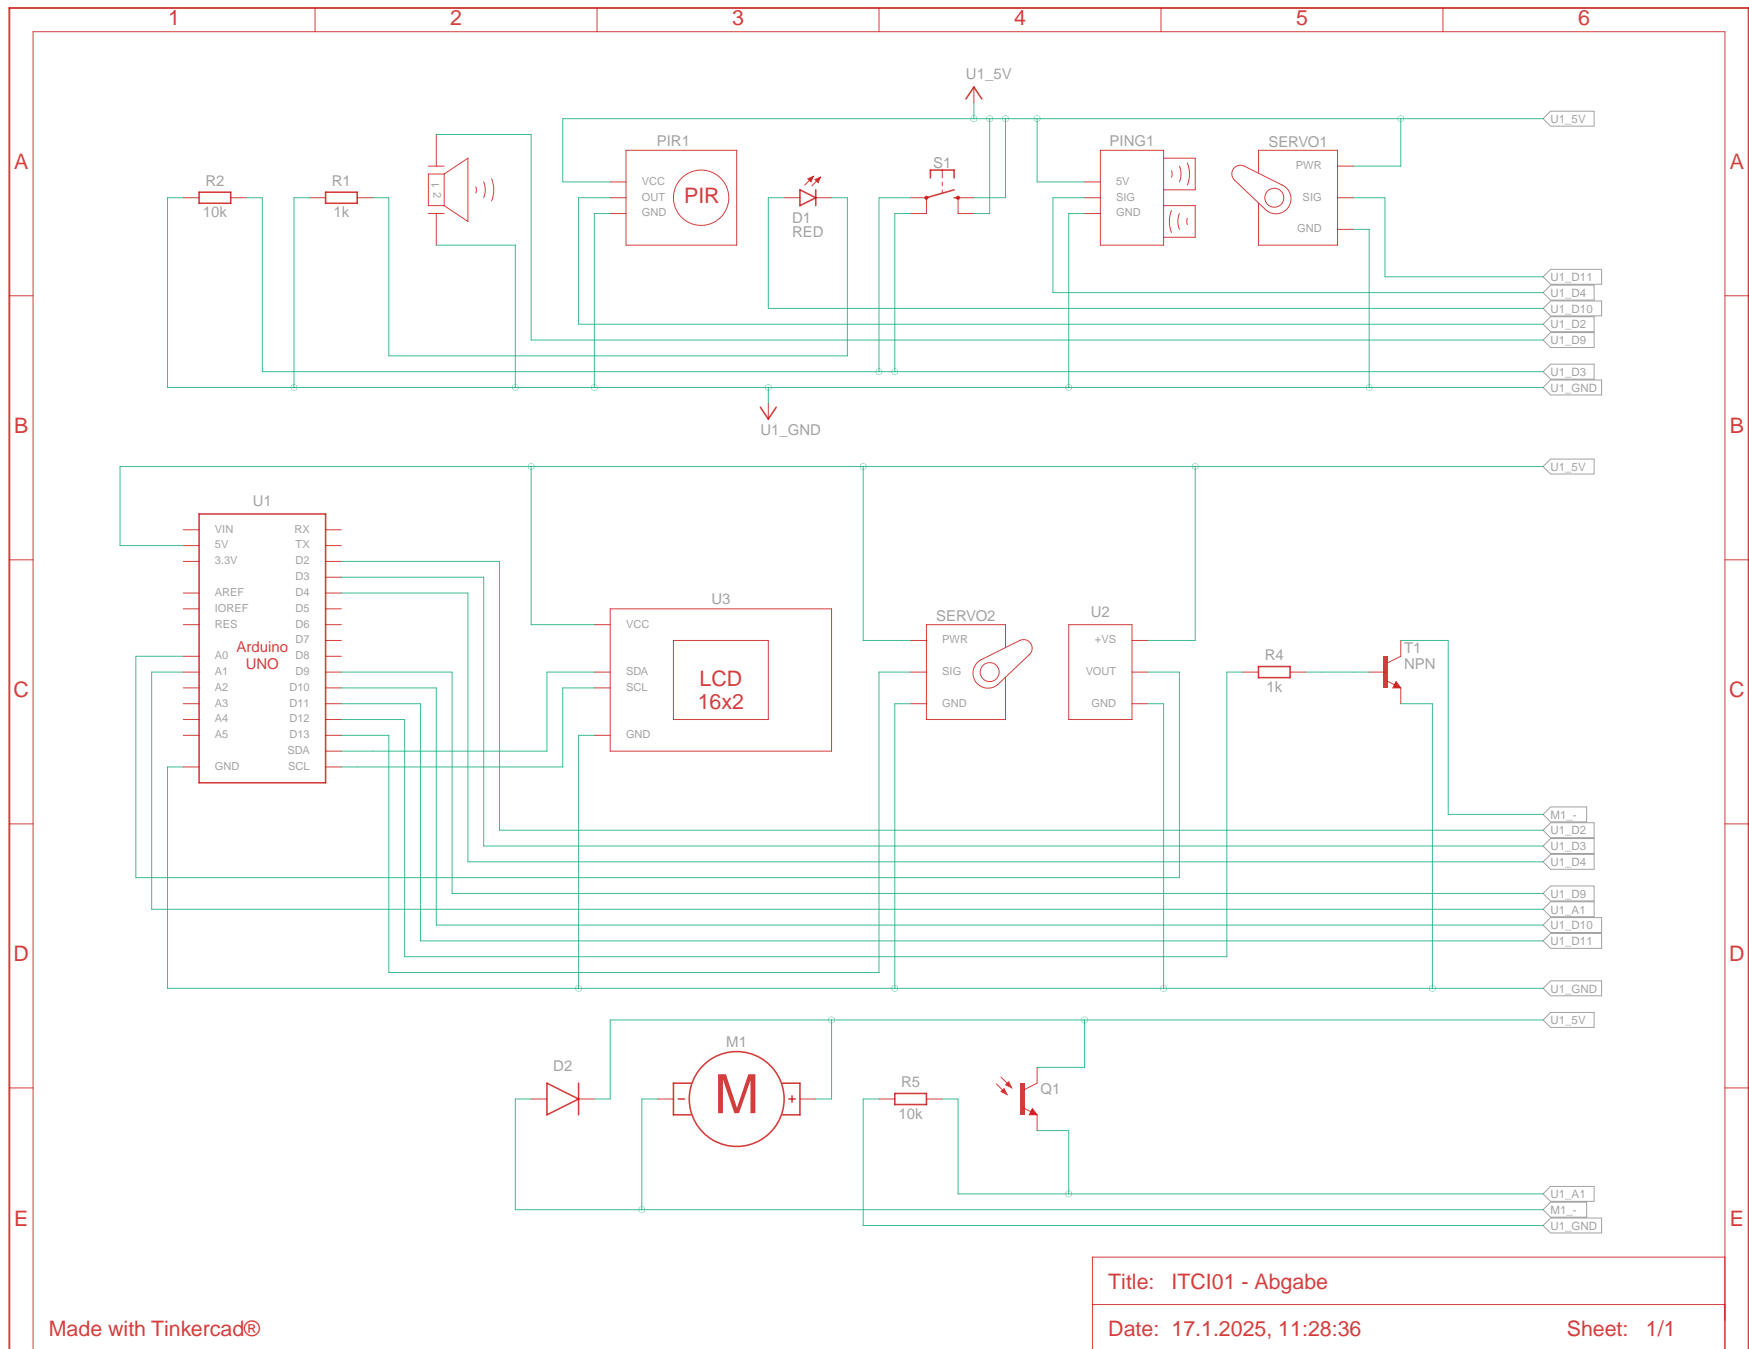 1 2 3 4 5 6
U1_5V
U1_5V
A A
R2
10k
R1
1k
1 2
PIR1
VCC
OUT
GND
PIR
D1
RED
S1
PING1
5V
SIG
GND
SERVO1
PWR
SIG
GND
U1_D11
U1_D4
U1_D10
U1_D2
U1_D9
U1_D3
U1_GND
B B
U1_GND
U1_5V
U1
VIN RX
5V TX
3.3V D2
D3
AREF D4
IOREF D5
RES D6
D7
Arduino
UNO
A0 D8
A1 D9
A2 D10
A3 D11
A4 D12
A5 D13
SDA
GND SCL
U3
VCC
SDA
SCL
GND
LCD
16x2
SERVO2
PWR
SIG
GND
U2
+VS
VOUT
GND
R4
1k
T1
NPN
C C
M1_-
U1_D2
U1_D3
U1_D4
U1_D9
U1_A1
U1_D10
U1_D11
D D
U1_GND
U1_5V
D2
M1
- M +
R5
10k
Q1
U1_A1
M1_-
U1_GND
E E
Title: ITCI01 - Abgabe
Made with Tinkercad®
Date: 17.1.2025, 11:28:36 Sheet: 1/1